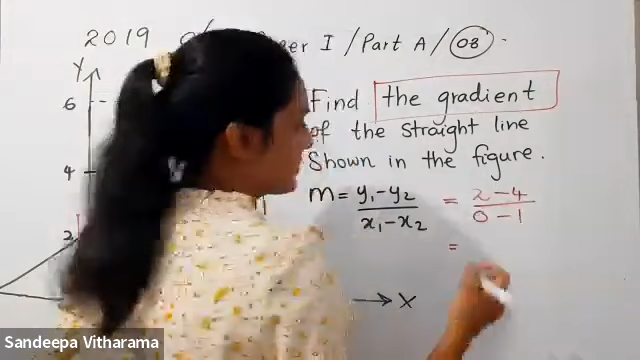 2019 Paper I / Part A / 08
Y
6
4
2
X
Find the gradient
of the straight line
Shown in the figure.
m = y₁-y₂ / x₁-x₂ = 2-4 / 0-1
=
Sandeepa Vitharama